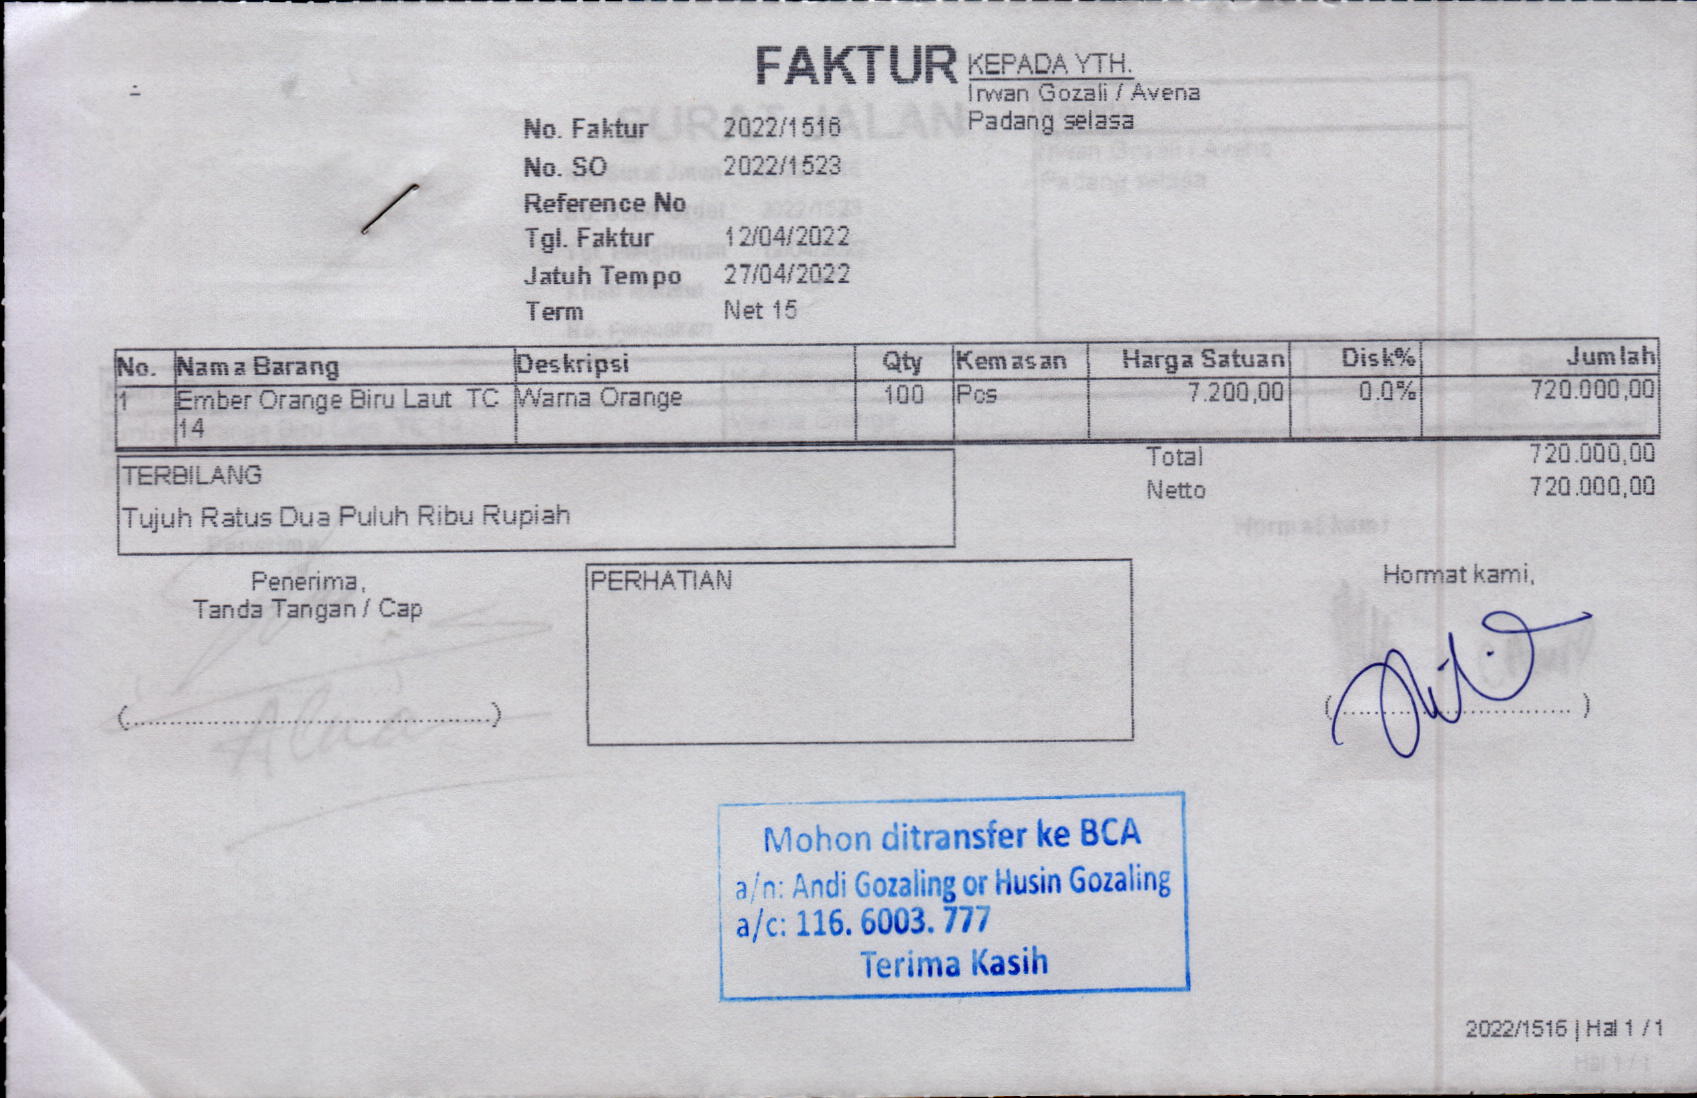 FAKTUR
KEPADA YTH.
Irwan Gozali / Avena
Padang selasa
No. Faktur 2022/1516
No. SO 2022/1523
Reference No
Tgl. Faktur 12/04/2022
Jatuh Tempo 27/04/2022
Term Net 15
No. Nama Barang Deskripsi Qty Kemasan Harga Satuan Disk% Jumlah
1 Ember Orange Biru Laut TC Warna Orange 100 Pcs 7.200,00 0.0% 720.000,00
14
Total 720.000,00
Netto 720.000,00
TERBILANG
Tujuh Ratus Dua Puluh Ribu Rupiah
Penerima,
Tanda Tangan / Cap
(........................................)
PERHATIAN
Hormat kami,
(................................)
Mohon ditransfer ke BCA
a/n: Andi Gozaling or Husin Gozaling
a/c: 116. 6003. 777
Terima Kasih
2022/1516 | Hal 1 / 1